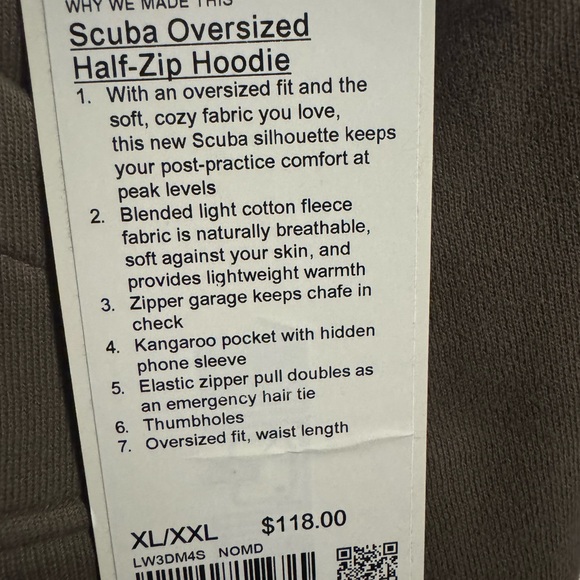 WHY WE MADE THIS
Scuba Oversized
Half-Zip Hoodie
1. With an oversized fit and the
soft, cozy fabric you love,
this new Scuba silhouette keeps
your post-practice comfort at
peak levels
2. Blended light cotton fleece
fabric is naturally breathable,
soft against your skin, and
provides lightweight warmth
3. Zipper garage keeps chafe in
check
4. Kangaroo pocket with hidden
phone sleeve
5. Elastic zipper pull doubles as
an emergency hair tie
6. Thumbholes
7. Oversized fit, waist length
XL/XXL $118.00
LW3DM4S NOMD